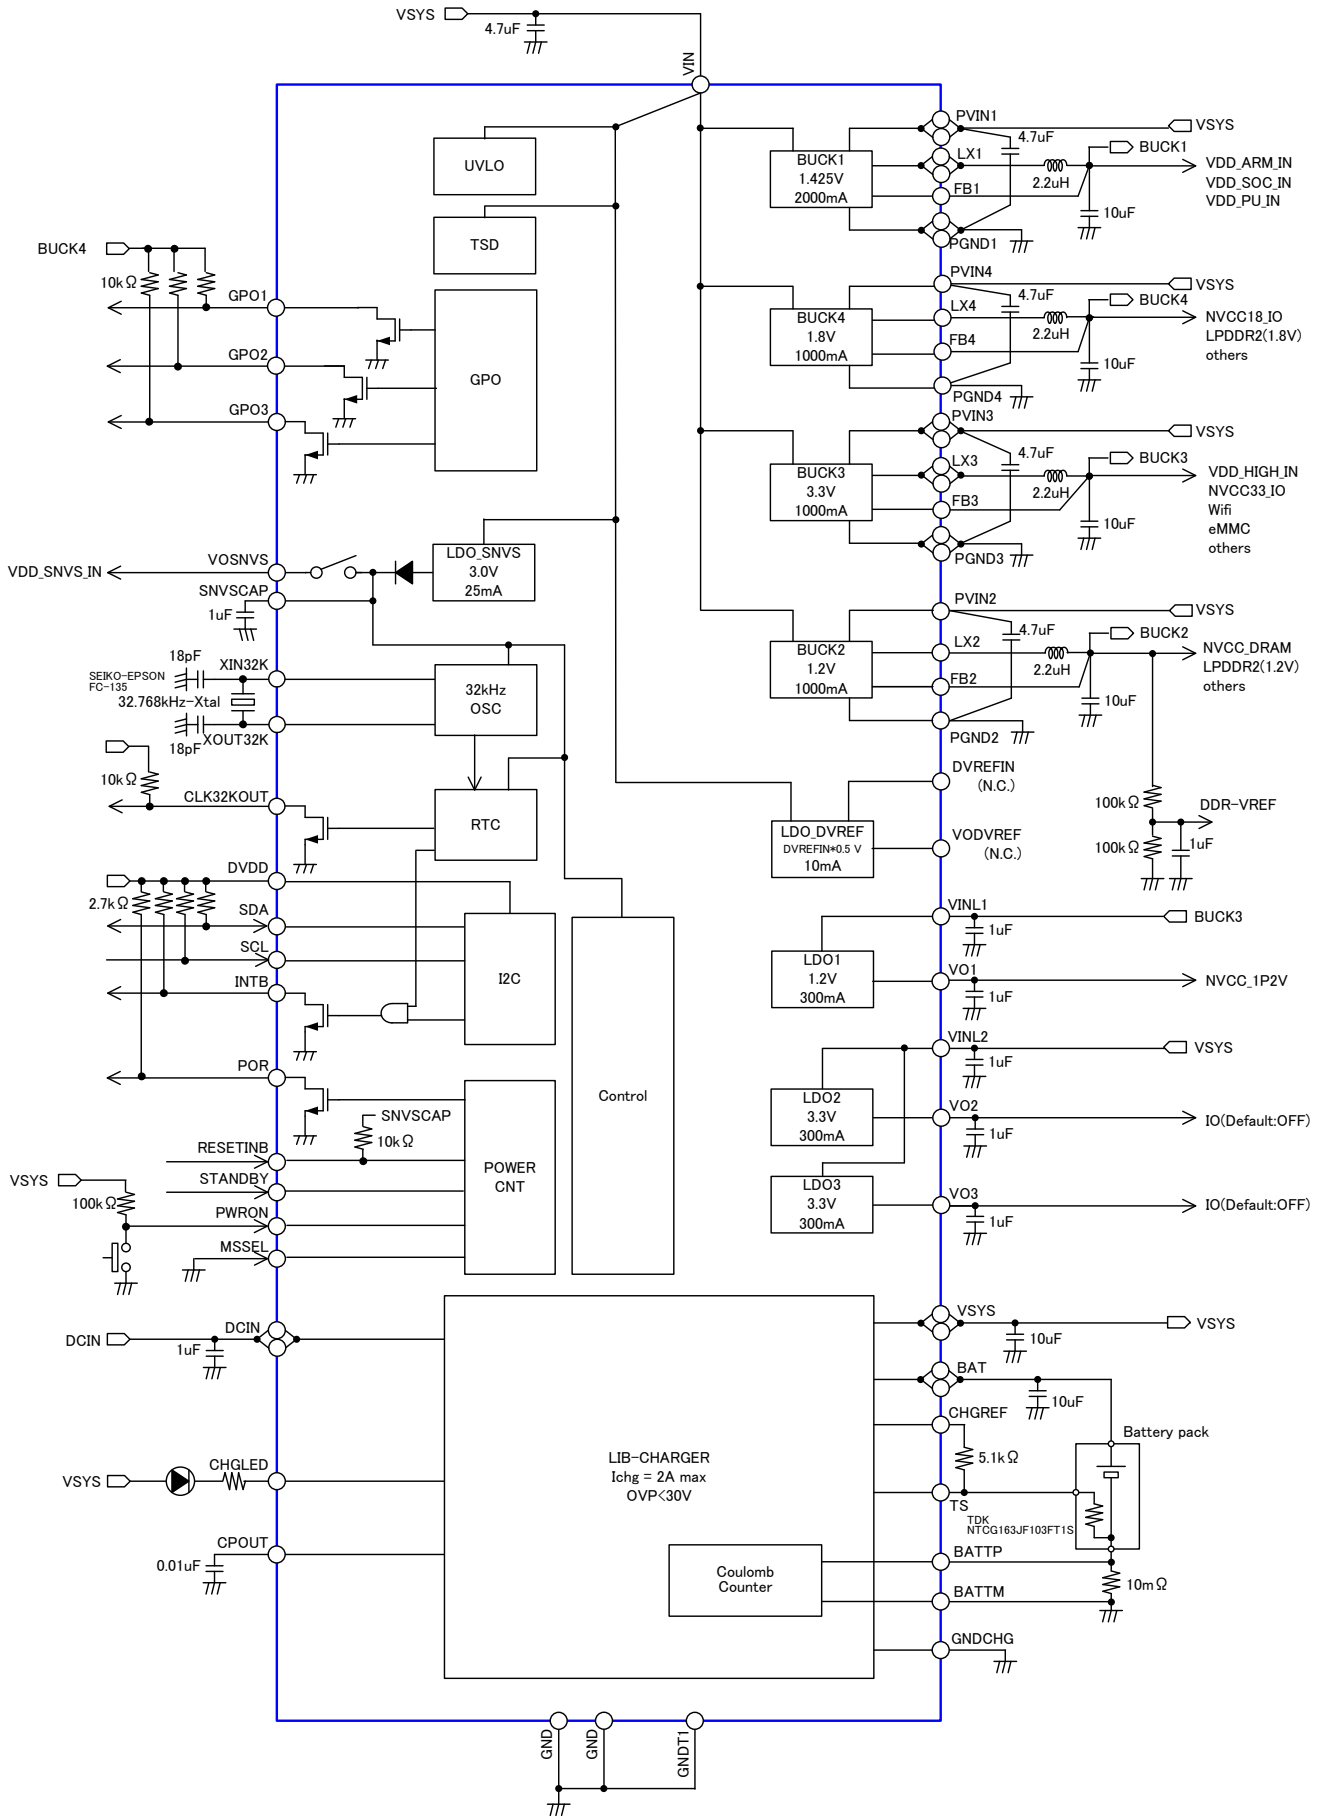 VSYS
4.7uF
VIN
UVLO
TSD
BUCK4
10kΩ
GPO1
GPO2
GPO3
GPO
LDO_SNVS
3.0V
25mA
VOSNVS
VDD_SNVS_IN
SNVSCAP
1uF
18pF
XIN32K
SEIKO-EPSON
FC-135
32.768kHz-Xtal
XOUT32K
18pF
32kHz
OSC
10kΩ
CLK32KOUT
RTC
DVDD
2.7kΩ
SDA
SCL
INTB
I2C
POR
SNVSCAP
10kΩ
RESETINB
STANDBY
VSYS
100kΩ
PWRON
MSSEL
POWER
CNT
Control
BUCK1
1.425V
2000mA
PVIN1
VSYS
4.7uF
BUCK1
LX1
2.2uH
VDD_ARM_IN
VDD_SOC_IN
VDD_PU_IN
FB1
10uF
PGND1
BUCK4
1.8V
1000mA
PVIN4
VSYS
4.7uF
BUCK4
LX4
2.2uH
NVCC18_IO
LPDDR2(1.8V)
others
FB4
10uF
PGND4
BUCK3
3.3V
1000mA
PVIN3
VSYS
4.7uF
BUCK3
LX3
2.2uH
VDD_HIGH_IN
NVCC33_IO
Wifi
eMMC
others
FB3
10uF
PGND3
BUCK2
1.2V
1000mA
PVIN2
VSYS
4.7uF
BUCK2
LX2
2.2uH
NVCC_DRAM
LPDDR2(1.2V)
others
FB2
10uF
PGND2
DVREFIN
(N.C.)
LDO_DVREF
DVREFIN*0.5 V
10mA
VODVREF
(N.C.)
100kΩ
DDR-VREF
100kΩ
1uF
VINL1
BUCK3
1uF
LDO1
1.2V
300mA
VO1
NVCC_1P2V
1uF
VINL2
VSYS
1uF
LDO2
3.3V
300mA
VO2
IO(Default:OFF)
1uF
LDO3
3.3V
300mA
VO3
IO(Default:OFF)
1uF
DCIN
DCIN
1uF
VSYS
CHGLED
CPOUT
0.01uF
LIB-CHARGER
Ichg = 2A max
OVP<30V
Coulomb
Counter
VSYS
VSYS
10uF
BAT
10uF
CHGREF
5.1kΩ
Battery pack
TS
TDK
NTCG163JF103FT1S
BATTP
10mΩ
BATTM
GNDCHG
GND
GND
GNDT1